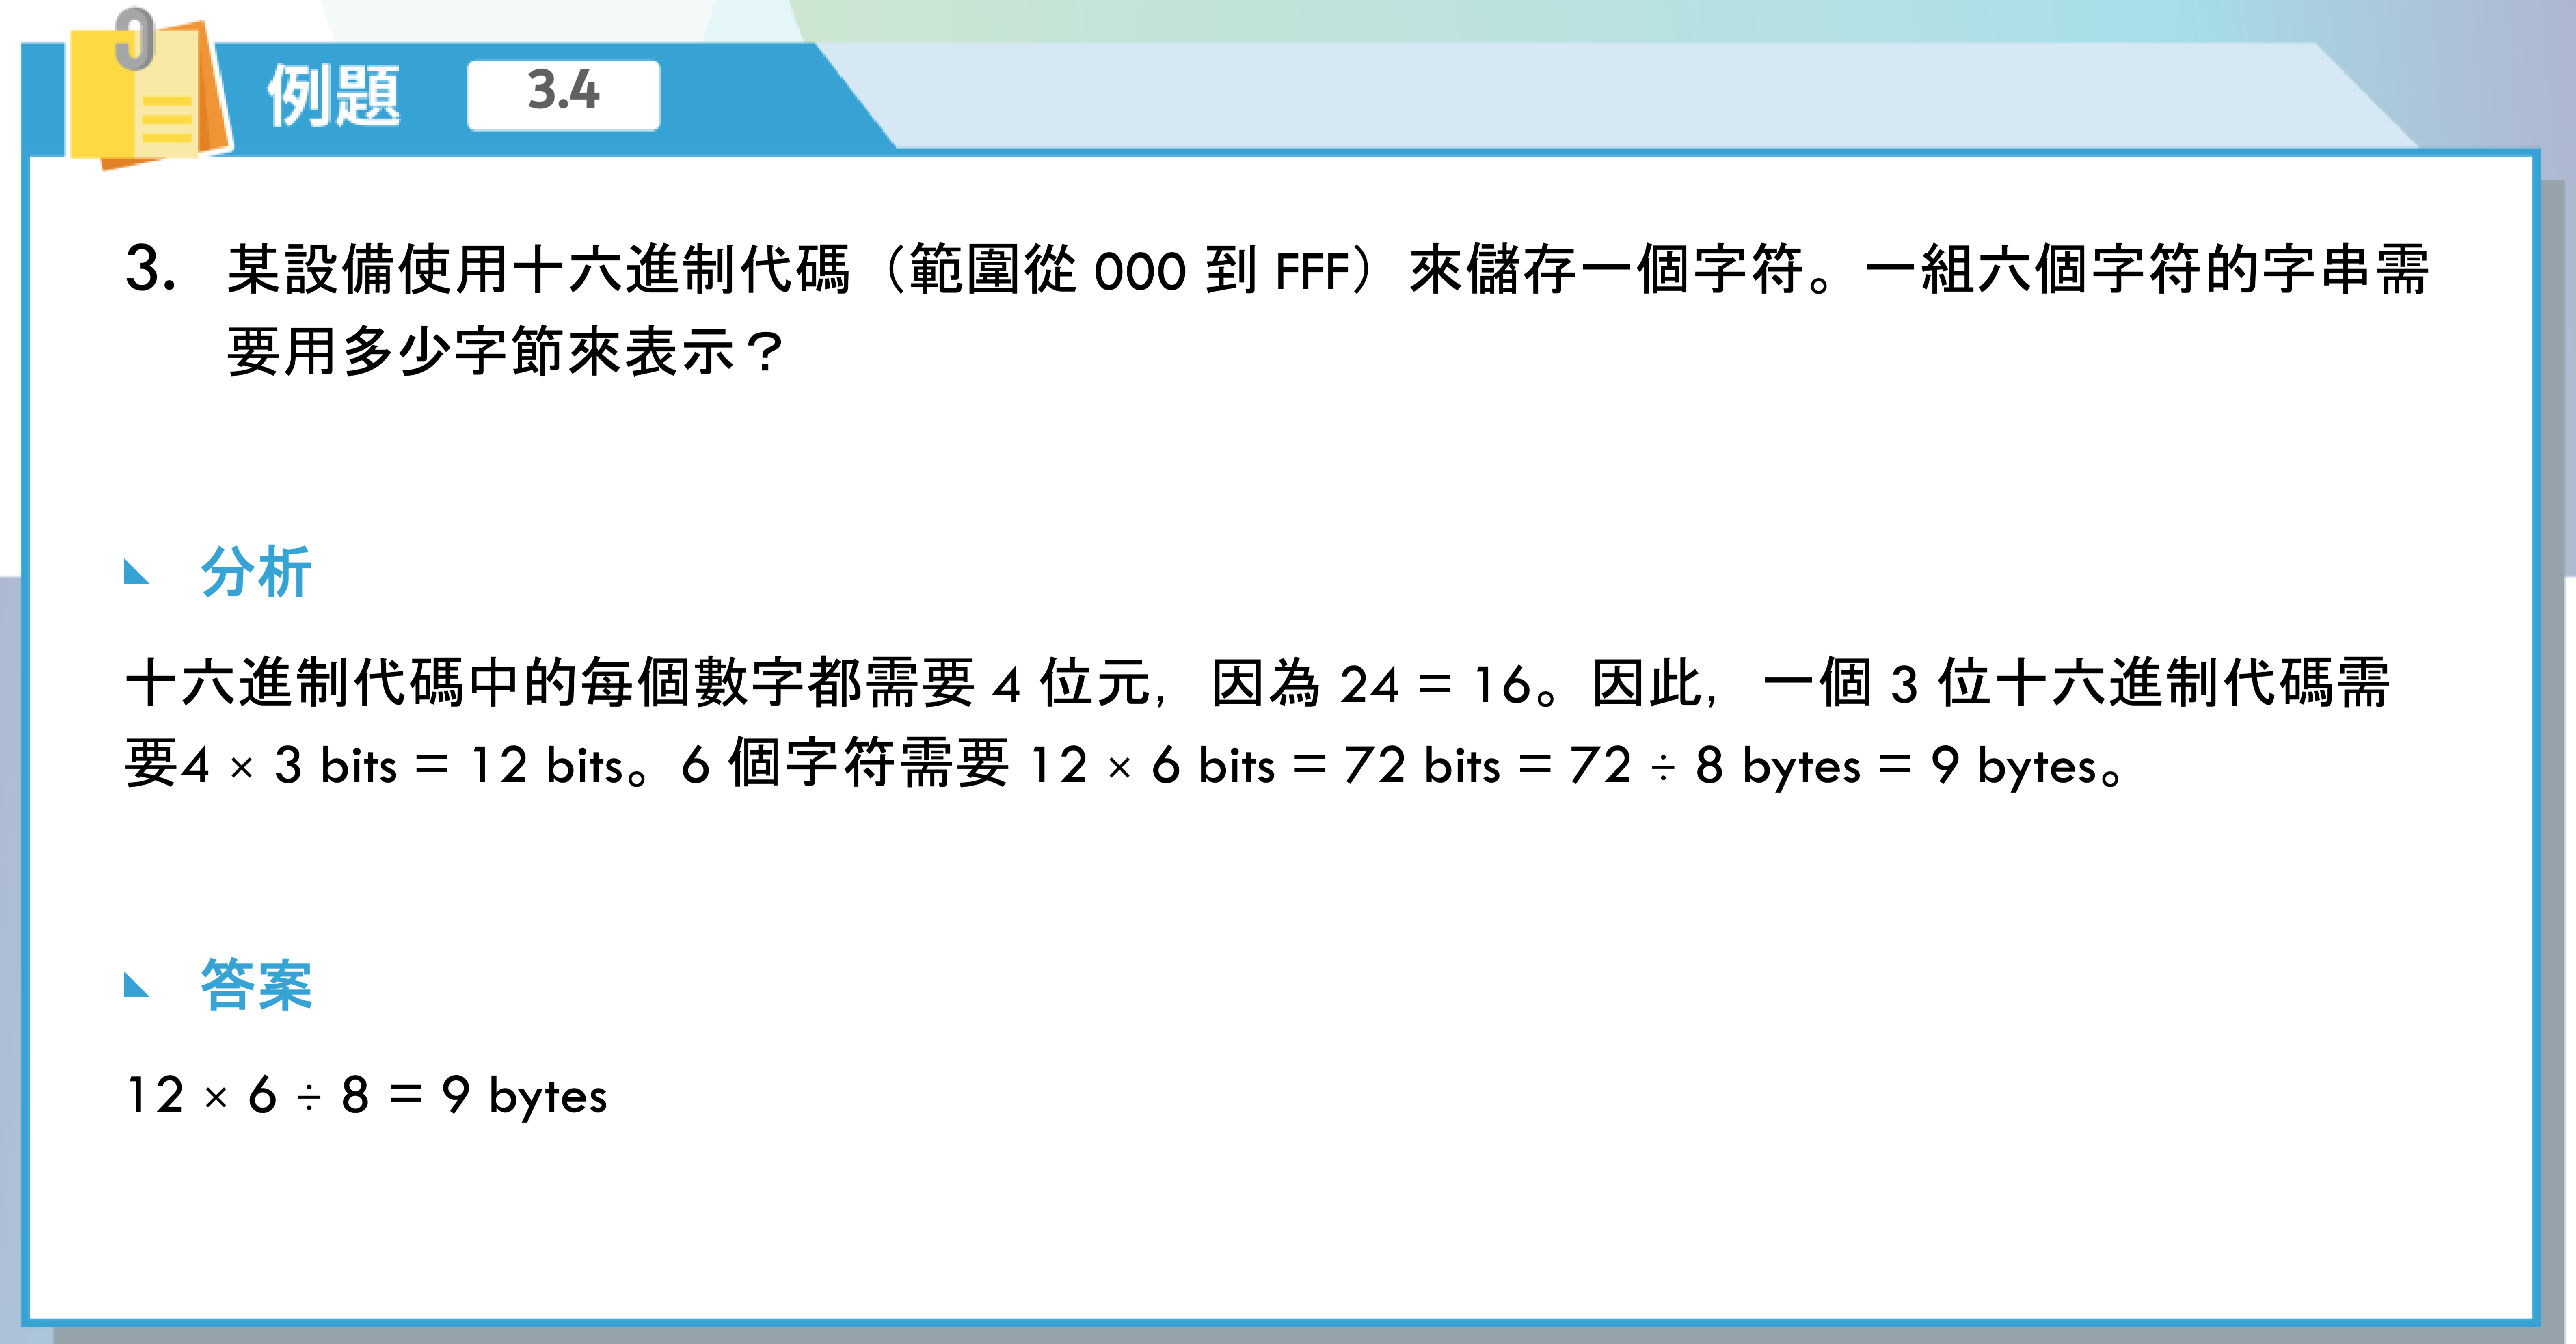 例題 3.4
3. 某設備使用十六進制代碼（範圍從 000 到 FFF）來儲存一個字符。一組六個字符的字串需
要用多少字節來表示？
分析
十六進制代碼中的每個數字都需要 4 位元，因為 24 = 16。因此，一個 3 位十六進制代碼需
要4 × 3 bits = 12 bits。6 個字符需要 12 × 6 bits = 72 bits = 72 ÷ 8 bytes = 9 bytes。
答案
12 × 6 ÷ 8 = 9 bytes